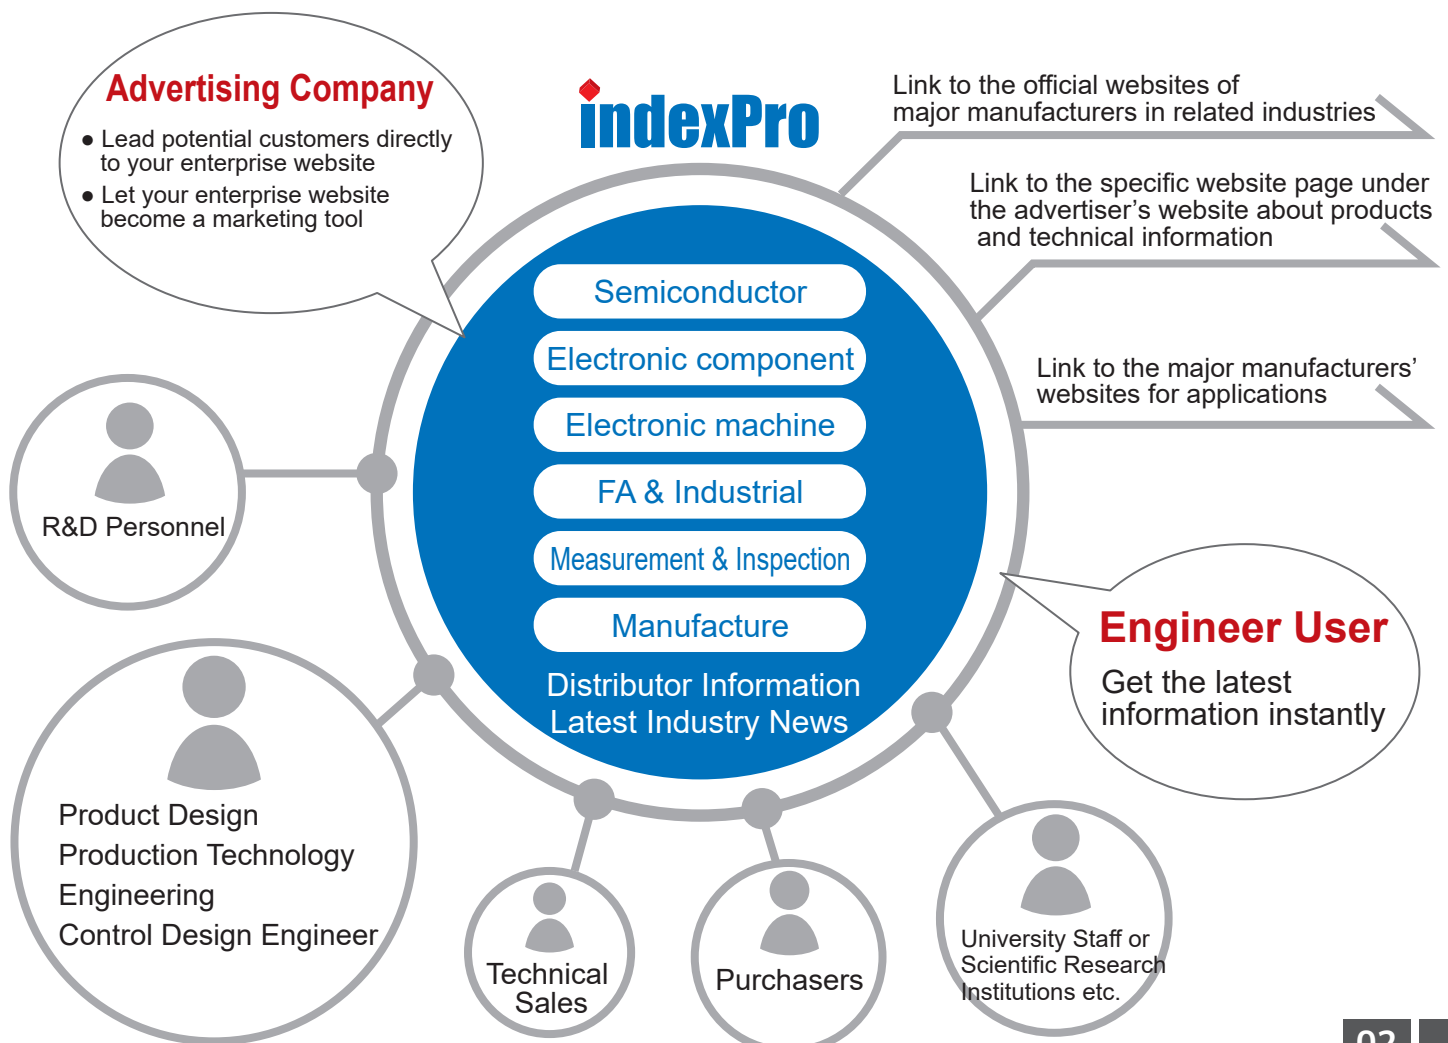 Advertising Company
● Lead potential customers directly
to your enterprise website
● Let your enterprise website
become a marketing tool
indexPro
Link to the official websites of
major manufacturers in related industries
Link to the specific website page under
the advertiser's website about products
and technical information
Link to the major manufacturers'
websites for applications
Semiconductor
Electronic component
Electronic machine
FA & Industrial
Measurement & Inspection
Manufacture
Distributor Information
Latest Industry News
R&D Personnel
Engineer User
Get the latest
information instantly
Product Design
Production Technology
Engineering
Control Design Engineer
Technical
Sales
Purchasers
University Staff or
Scientific Research
Institutions etc.
02